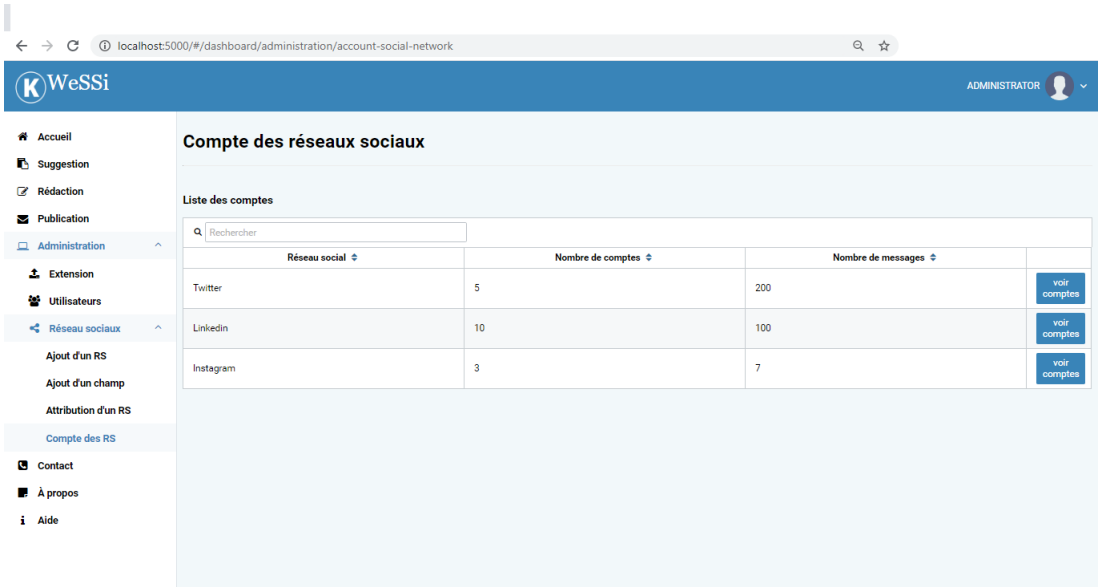 localhost:5000/#/dashboard/administration/account-social-network
K WeSSi
ADMINISTRATOR
Accueil
Suggestion
Rédaction
Publication
Administration
Extension
Utilisateurs
Réseau sociaux
Ajout d'un RS
Ajout d'un champ
Attribution d'un RS
Compte des RS
Contact
À propos
Aide
Compte des réseaux sociaux
Liste des comptes
Rechercher
Réseau social Nombre de comptes Nombre de messages
Twitter 5 200 voir
comptes
Linkedin 10 100 voir
comptes
Instagram 3 7 voir
comptes